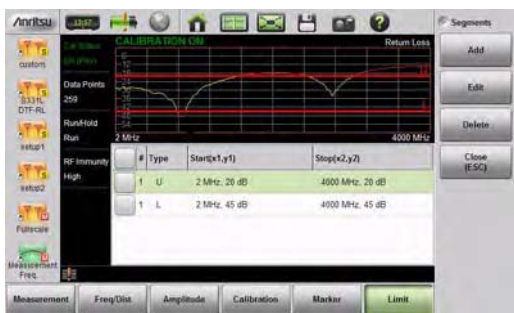 Anritsu
13:57
Segments
custom
S331L
DTF-RL
setup1
setup2
Fullscale
Measurement
Freq.
Cal Status
Data Points
259
Run/Hold
Run
RF Immunity
High
CALIBRATION ON
Return Loss
2 MHz
4000 MHz
# Type Start(x1,y1) Stop(x2,y2)
1 U 2 MHz, 20 dB 4000 MHz, 20 dB
1 L 2 MHz, 45 dB 4000 MHz, 45 dB
Add
Edit
Delete
Close
(ESC)
Measurement
Freq/Dist
Amplitude
Calibration
Marker
Limit